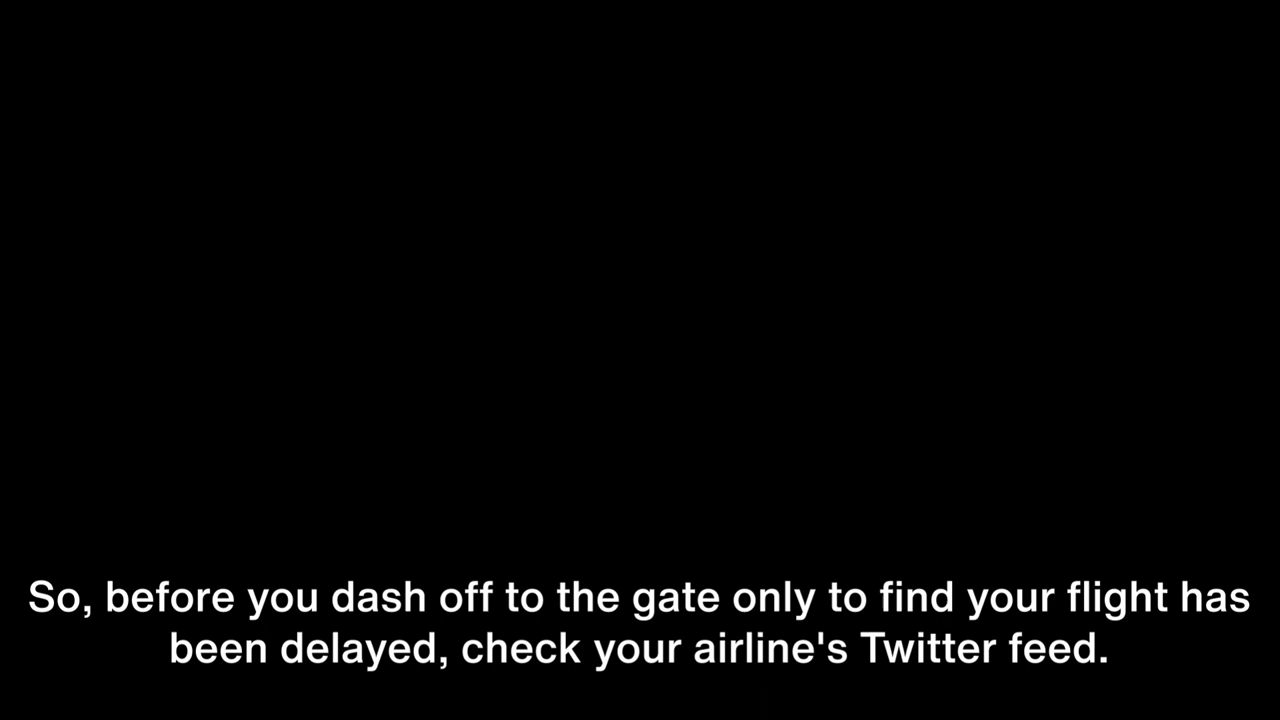 So, before you dash off to the gate only to find your flight has
been delayed, check your airline's Twitter feed.